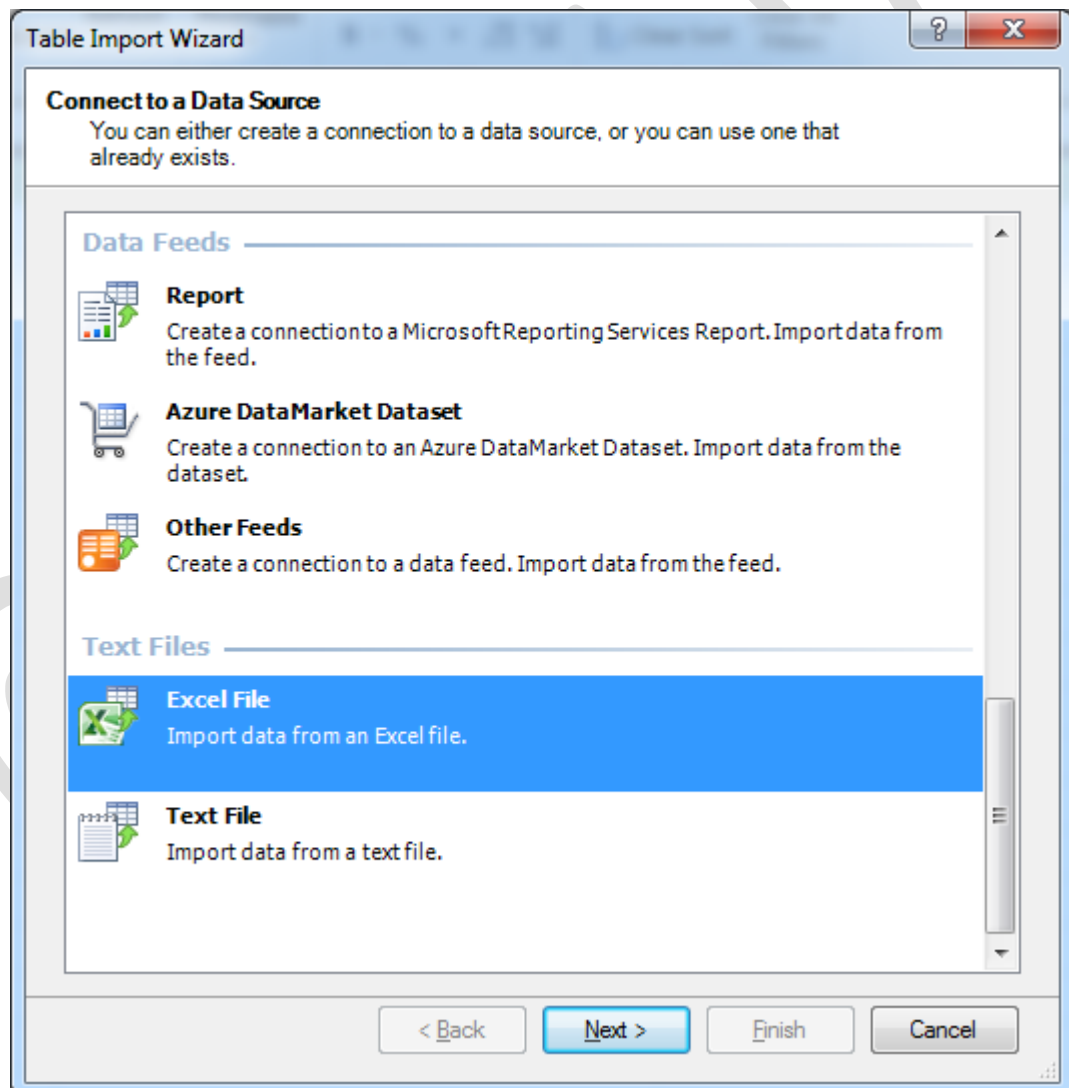 Table Import Wizard
Connect to a Data Source
You can either create a connection to a data source, or you can use one that
already exists.
Data Feeds
Report
Create a connection to a Microsoft Reporting Services Report. Import data from
the feed.
Azure DataMarket Dataset
Create a connection to an Azure DataMarket Dataset. Import data from the
dataset.
Other Feeds
Create a connection to a data feed. Import data from the feed.
Text Files
Excel File
Import data from an Excel file.
Text File
Import data from a text file.
< Back Next > Finish Cancel